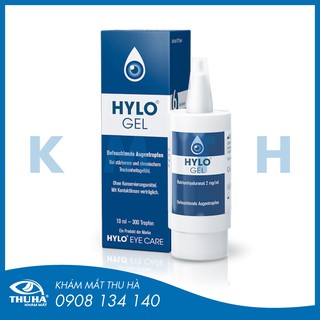 HYLO®
GEL
Befeuchtende Augentropfen
Bei stärkerem und chronischem
Trockenheitsgefühl.
Ohne Konservierungsmittel.
Mit Kontaktlinsen verträglich.
10 ml = 300 Tropfen
Ein Produkt der Marke
HYLO® EYE CARE
HYLO®
GEL
Natriumhyaluronat 2 mg/ml
Befeuchtende Augentropfen
K
H
THU HÀ
KHÁM MẮT
KHÁM MẮT THU HÀ
0908 134 140